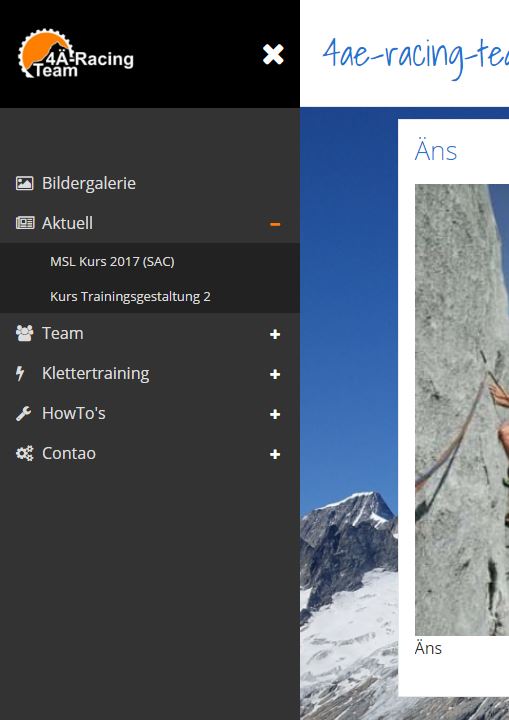 4Ä-Racing
Team
Bildergalerie
Aktuell
MSL Kurs 2017 (SAC)
Kurs Trainingsgestaltung 2
Team
Klettertraining
HowTo's
Contao
4ae-racing-te
Äns
Äns